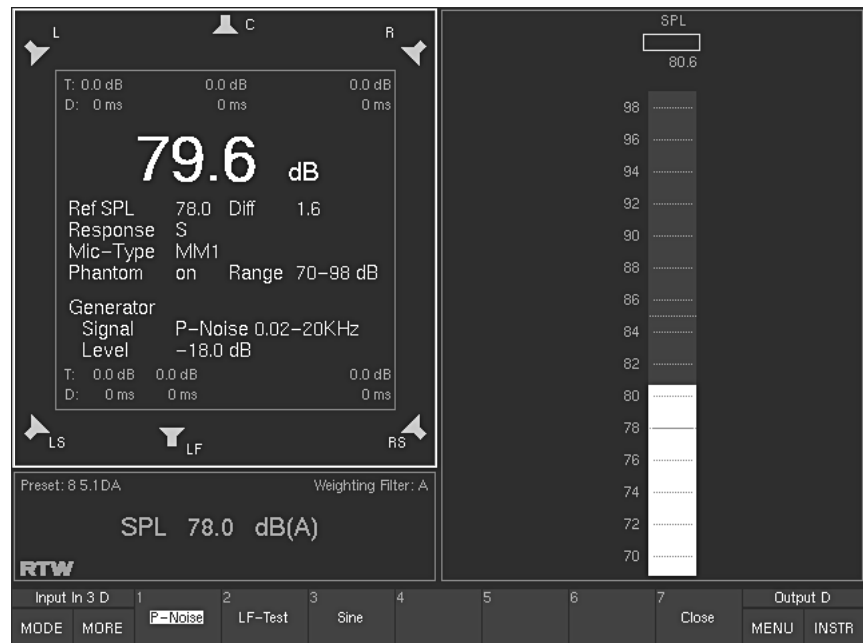 L C R
T: 0.0 dB 0.0 dB 0.0 dB
D: 0 ms 0 ms 0 ms
79.6 dB
Ref SPL 78.0 Diff 1.6
Response S
Mic-Type MM1
Phantom on Range 70-98 dB
Generator
Signal P-Noise 0.02-20KHz
Level -18.0 dB
T: 0.0 dB 0.0 dB 0.0 dB
D: 0 ms 0 ms 0 ms
LS LF RS
Preset: 8 5.1 DA Weighting Filter: A
SPL 78.0 dB(A)
RTW
SPL
80.6
98
96
94
92
90
88
86
84
82
80
78
76
74
72
70
Input In 3 D 1 2 3 4 5 6 7 Output D
MODE MORE P-Noise LF-Test Sine Close MENU INSTR